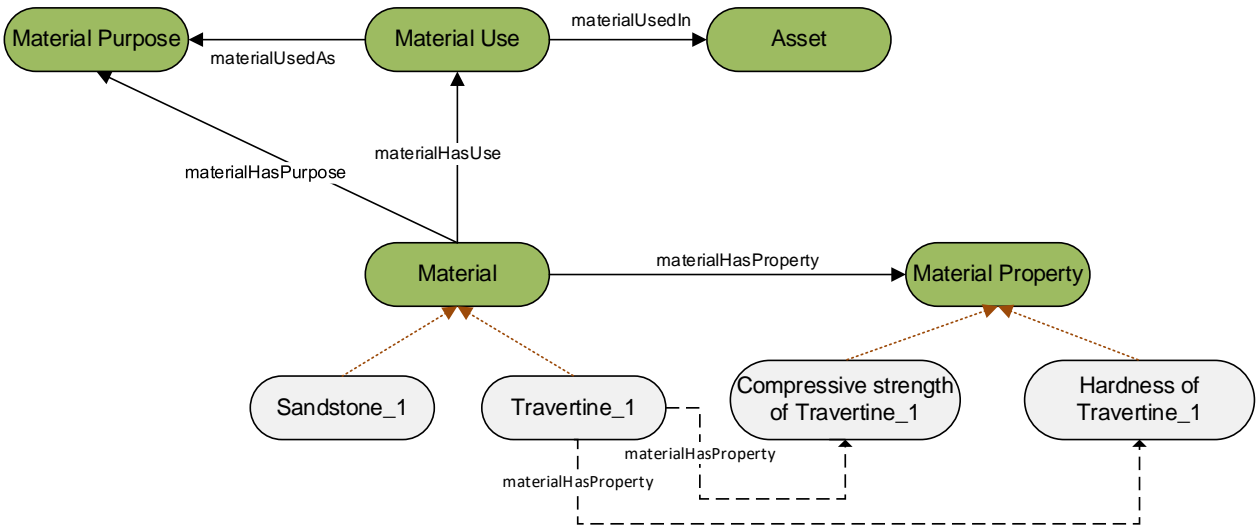 materialUsedIn
Material Purpose
Material Use
Asset
materialUsedAs
materialHasUse
materialHasPurpose
materialHasProperty
Material
Material Property
Compressive strength
of Travertine_1
Hardness of
Travertine_1
Sandstone_1
Travertine_1
materialHasProperty
materialHasProperty